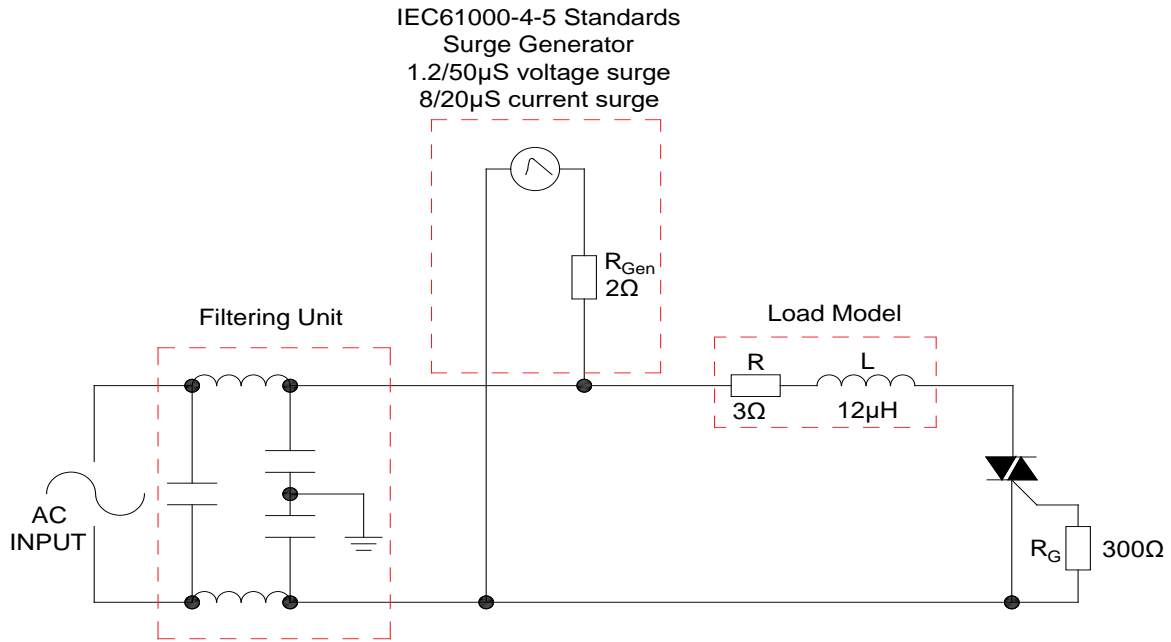 IEC61000-4-5 Standards
Surge Generator
1.2/50µS voltage surge
8/20µS current surge
RGen
2Ω
Filtering Unit
Load Model
R
L
3Ω
12µH
AC
INPUT
RG
300Ω